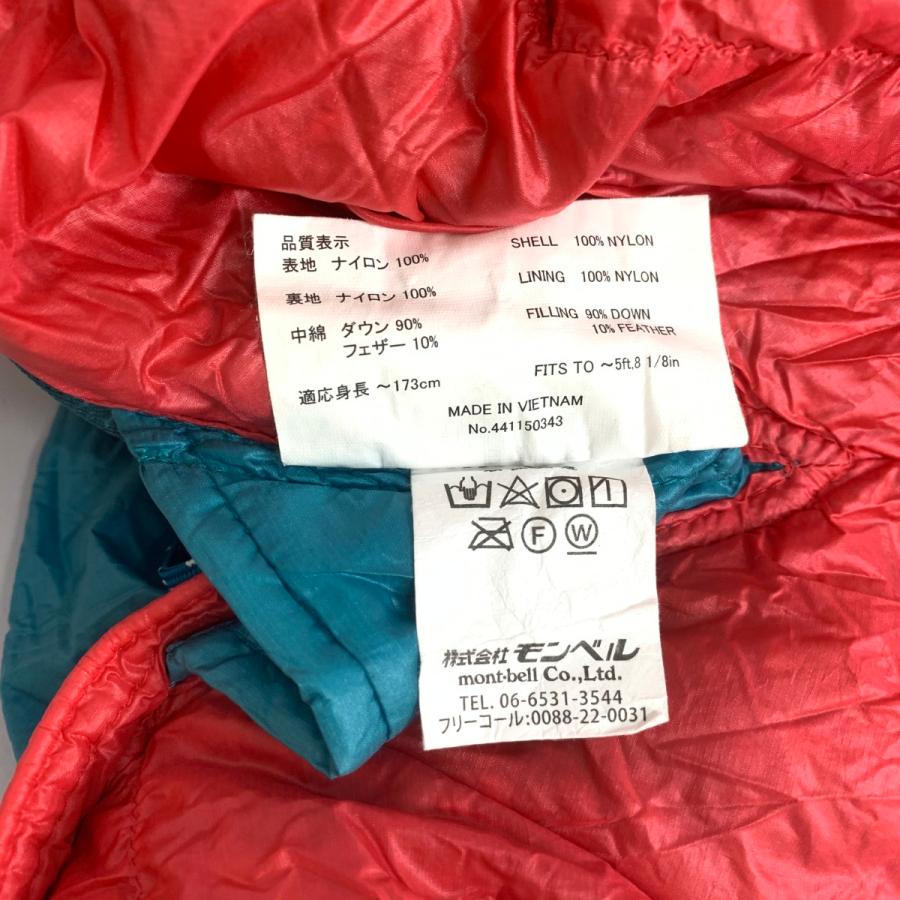 品質表示
表地 ナイロン 100%
裏地 ナイロン 100%
中綿 ダウン 90%
フェザー 10%
適応身長 ～173cm
SHELL 100% NYLON
LINING 100% NYLON
FILLING 90% DOWN
10% FEATHER
FITS TO ～5ft.8 1/8in
MADE IN VIETNAM
No.441150343
F W
株式会社 モンベル
mont-bell Co.,Ltd.
TEL. 06-6531-3544
フリーコール:0088-22-0031